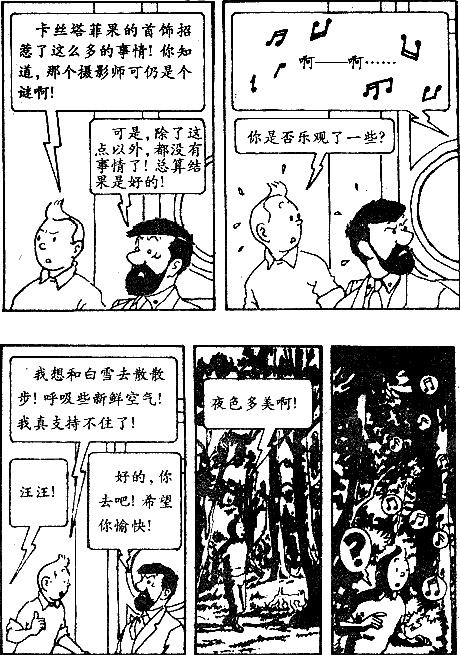 卡丝塔菲果的首饰招
惹了这么多的事情！你知
道，那个摄影师可仍是个
谜啊！
可是，除了这
点以外，都没有
事情了！总算结
果是好的！
啊——啊……
你是否乐观了一些？
我想和白雪去散散
步！呼吸些新鲜空气！
我真支持不住了！
汪汪！
好的，你
去吧！希望
你愉快！
夜色多美啊！
?